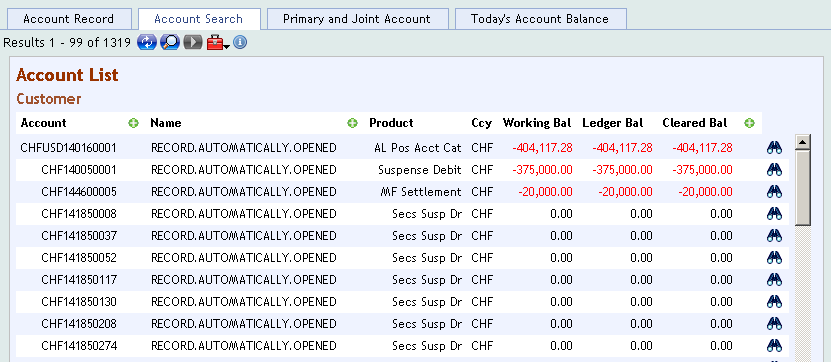 Account Record Account Search Primary and Joint Account Today's Account Balance
Results 1 - 99 of 1319
Account List
Customer
Account Name Product Ccy Working Bal Ledger Bal Cleared Bal
CHFUSD140160001 RECORD.AUTOMATICALLY.OPENED AL Pos Acct Cat CHF -404,117.28 -404,117.28 -404,117.28
CHF140050001 RECORD.AUTOMATICALLY.OPENED Suspense Debit CHF -375,000.00 -375,000.00 -375,000.00
CHF144600005 RECORD.AUTOMATICALLY.OPENED MF Settlement CHF -20,000.00 -20,000.00 -20,000.00
CHF141850008 RECORD.AUTOMATICALLY.OPENED Secs Susp Dr CHF 0.00 0.00 0.00
CHF141850037 RECORD.AUTOMATICALLY.OPENED Secs Susp Dr CHF 0.00 0.00 0.00
CHF141850052 RECORD.AUTOMATICALLY.OPENED Secs Susp Dr CHF 0.00 0.00 0.00
CHF141850117 RECORD.AUTOMATICALLY.OPENED Secs Susp Dr CHF 0.00 0.00 0.00
CHF141850130 RECORD.AUTOMATICALLY.OPENED Secs Susp Dr CHF 0.00 0.00 0.00
CHF141850208 RECORD.AUTOMATICALLY.OPENED Secs Susp Dr CHF 0.00 0.00 0.00
CHF141850274 RECORD.AUTOMATICALLY.OPENED Secs Susp Dr CHF 0.00 0.00 0.00